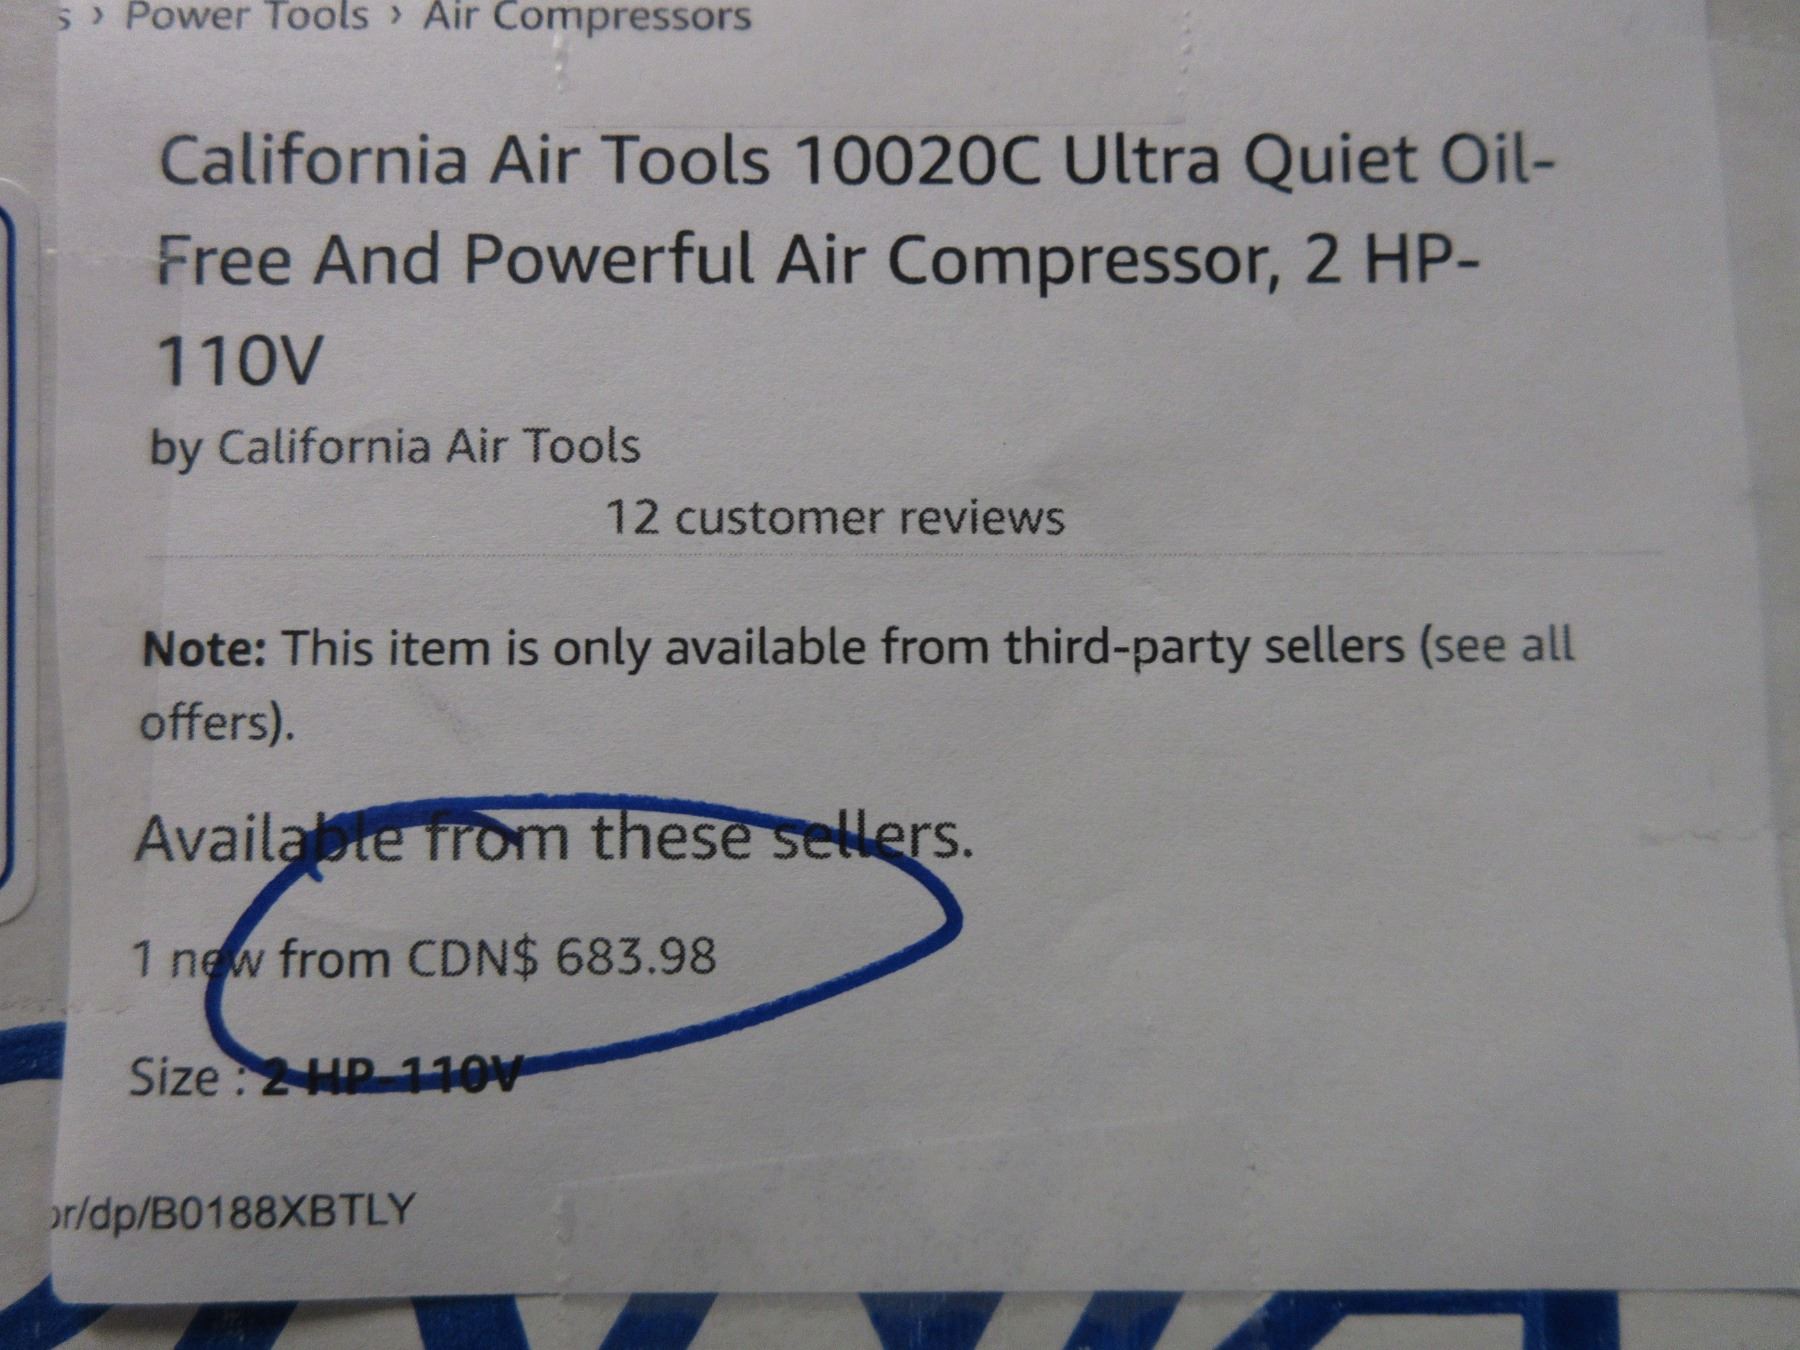 s › Power Tools › Air Compressors
California Air Tools 10020C Ultra Quiet Oil-
Free And Powerful Air Compressor, 2 HP-
110V
by California Air Tools
12 customer reviews
Note: This item is only available from third-party sellers (see all
offers).
Available from these sellers.
1 new from CDN$ 683.98
Size : 2 HP-110V
or/dp/B0188XBTLY